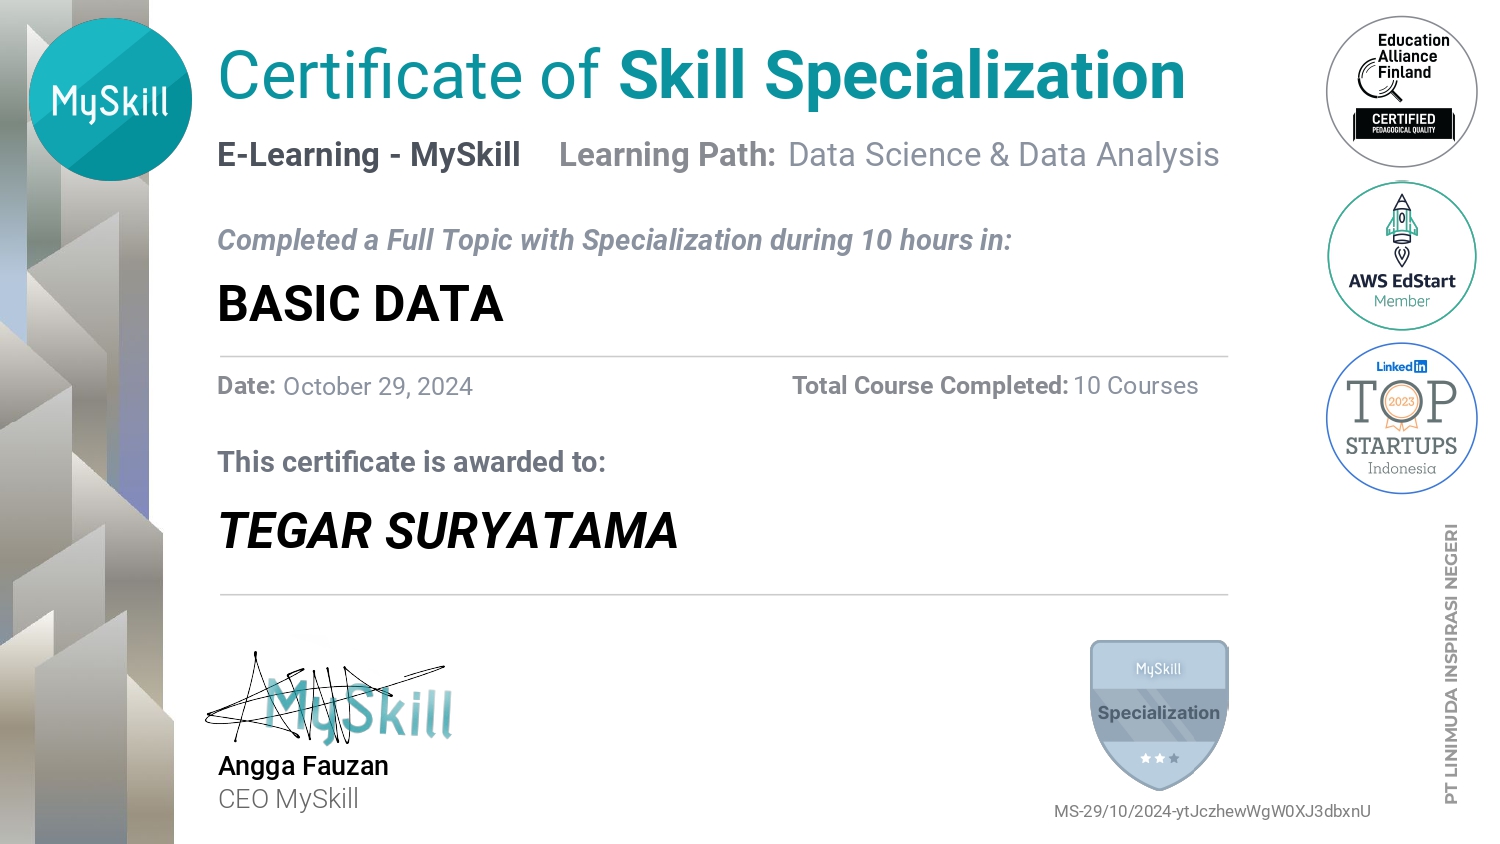 MySkill
Certificate of Skill Specialization
E-Learning - MySkill Learning Path: Data Science & Data Analysis
Completed a Full Topic with Specialization during 10 hours in:
BASIC DATA
Date: October 29, 2024 Total Course Completed: 10 Courses
This certificate is awarded to:
TEGAR SURYATAMA
MySkill
Angga Fauzan
CEO MySkill
MySkill
Specialization
MS-29/10/2024-ytJczhewWgW0XJ3dbxnU
Education
Alliance
Finland
CERTIFIED
PEDAGOGICAL QUALITY
AWS EdStart
Member
Linked in
TOP
2023
STARTUPS
Indonesia
PT LINIMUDA INSPIRASI NEGERI